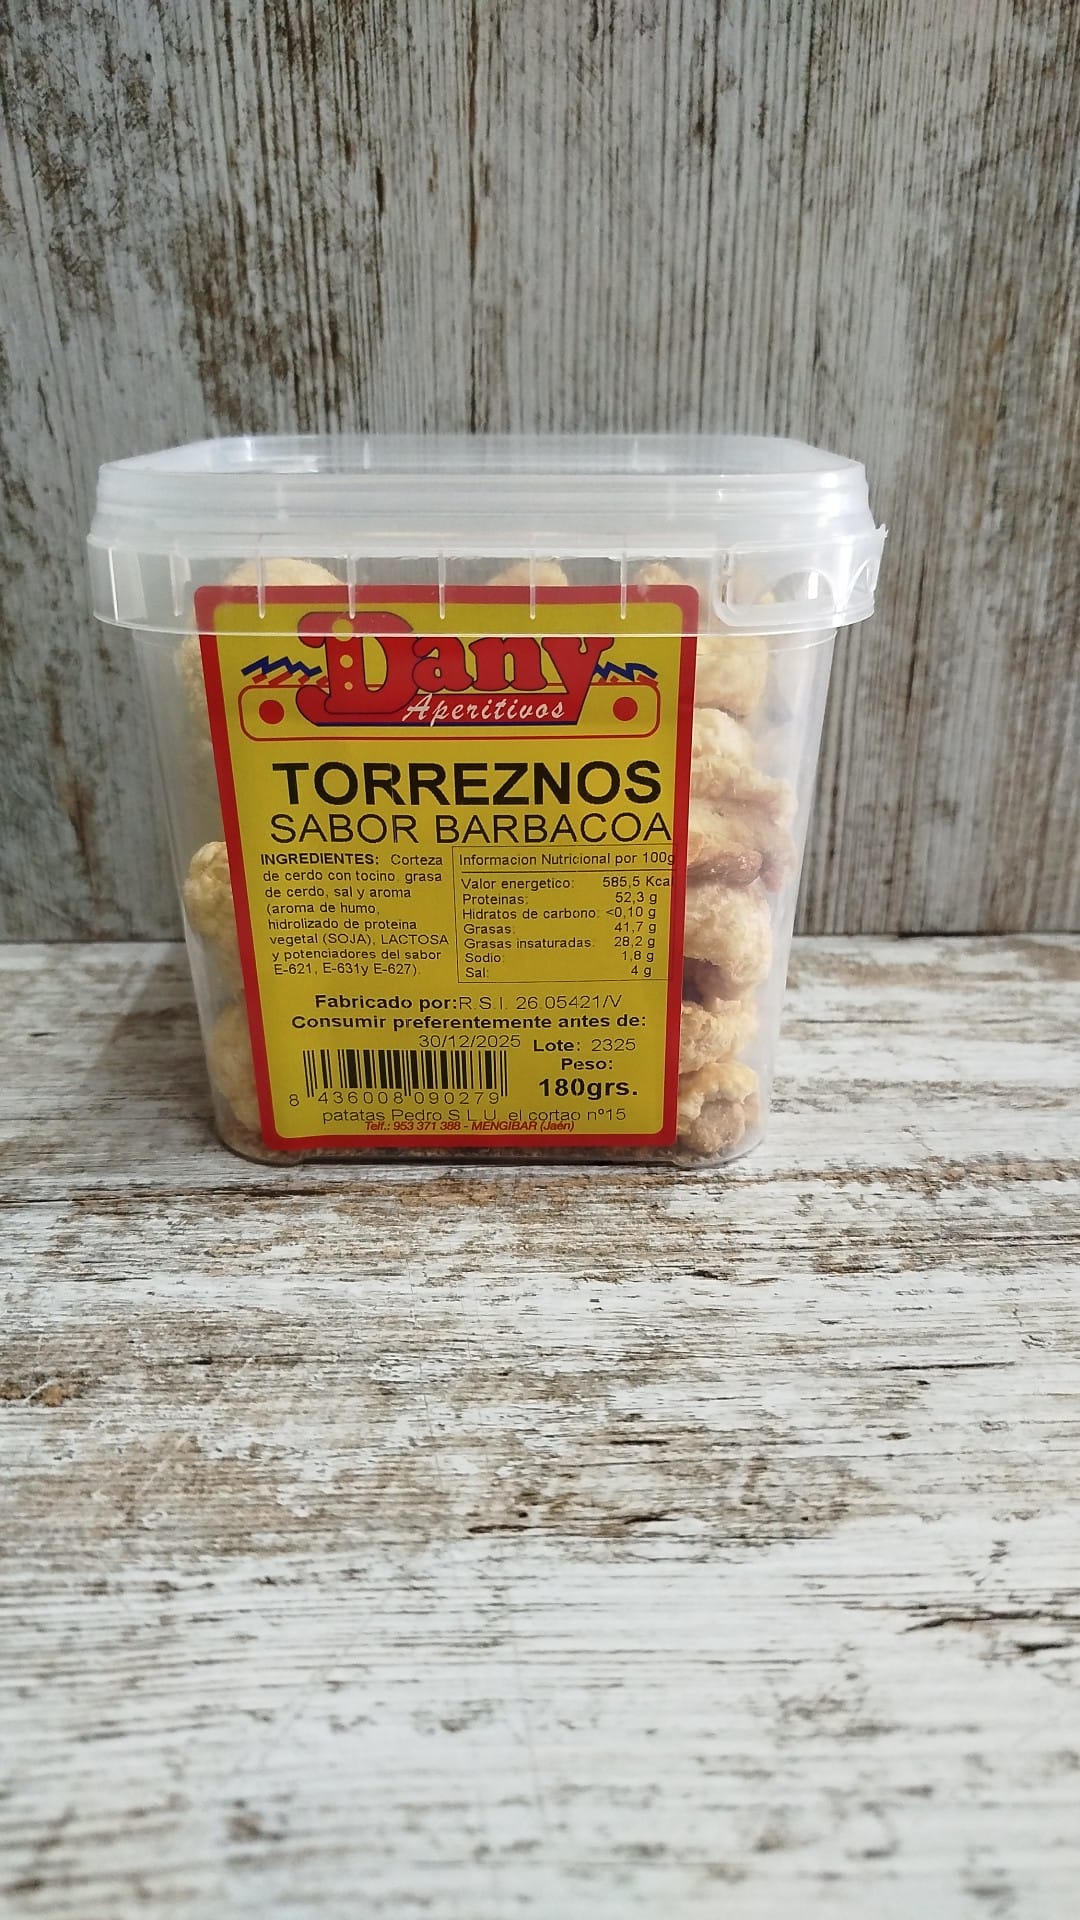 Dany
Aperitivos
TORREZNOS
SABOR BARBACOA
INGREDIENTES: Corteza
de cerdo con tocino. grasa
de cerdo, sal y aroma
(aroma de humo,
hidrolizado de proteina
vegetal (SOJA), LACTOSA
y potenciadores del sabor
E-621, E-631y E-627).
Informacion Nutricional por 100g
Valor energetico: 585,5 Kcal
Proteinas: 52,3 g
Hidratos de carbono: <0,10 g
Grasas: 41,7 g
Grasas insaturadas: 28,2 g
Sodio: 1,8 g
Sal: 4 g
Fabricado por:R.S.I. 26.05421/V
Consumir preferentemente antes de:
30/12/2025 Lote: 2325
Peso:
180grs.
8 436008 090279
patatas Pedro S.L.U. el cortao nº15
Telf.: 953 371 388 - MENGIBAR (Jaén)